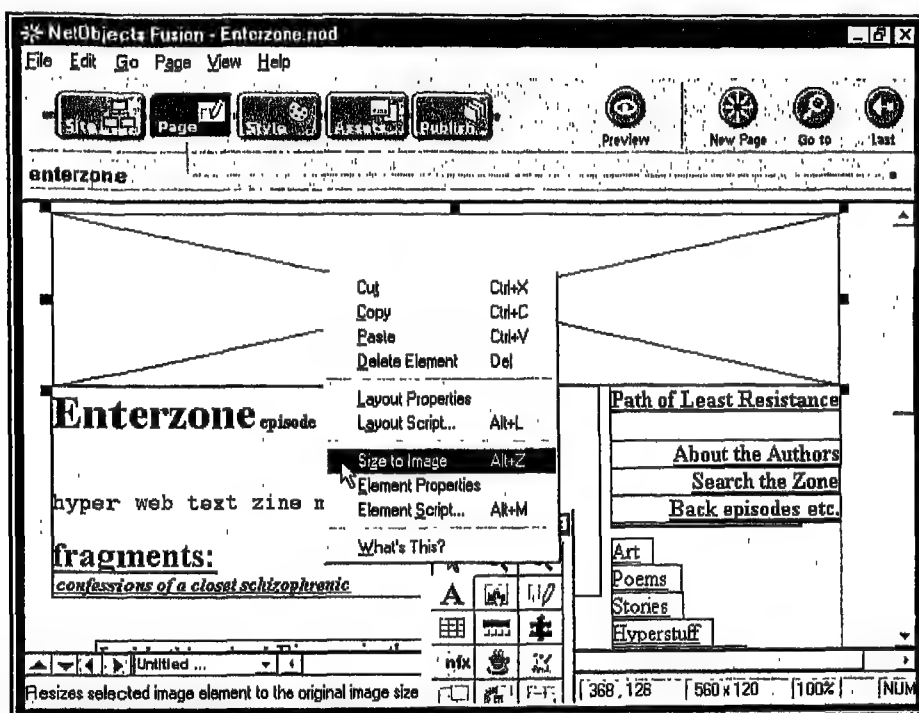 NetObjects Fusion - Enterzone.nod
File Edit Go Page View Help
Site Page Style Assets Publish
Preview New Page Go to Last
enterzone
Cut Ctrl+X
Copy Ctrl+C
Paste Ctrl+V
Delete Element Del
Layout Properties
Layout Script... Alt+L
Size to Image Alt+Z
Element Properties
Element Script... Alt+M
What's This?
Enterzone episode
hyper web text zine
fragments:
confessions of a closet schizophrenic
Path of Least Resistance
About the Authors
Search the Zone
Back episodes etc.
Art
Poems
Stories
Hyperstuff
A
nfx
Untitled ...
Resizes selected image element to the original image size
368, 128 560 x 120 100% NUM